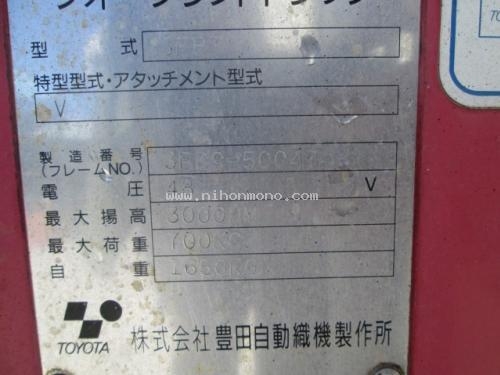 フォークリフトトラック
型 式
特型型式・アタッチメント型式
V
製造番号
(フレームNO.)
電 圧 48 V
最大揚高 3000MM
最大荷重 700KG
自 重 1650KG
www.nihonmono.com
TOYOTA 株式会社 豊田自動織機製作所